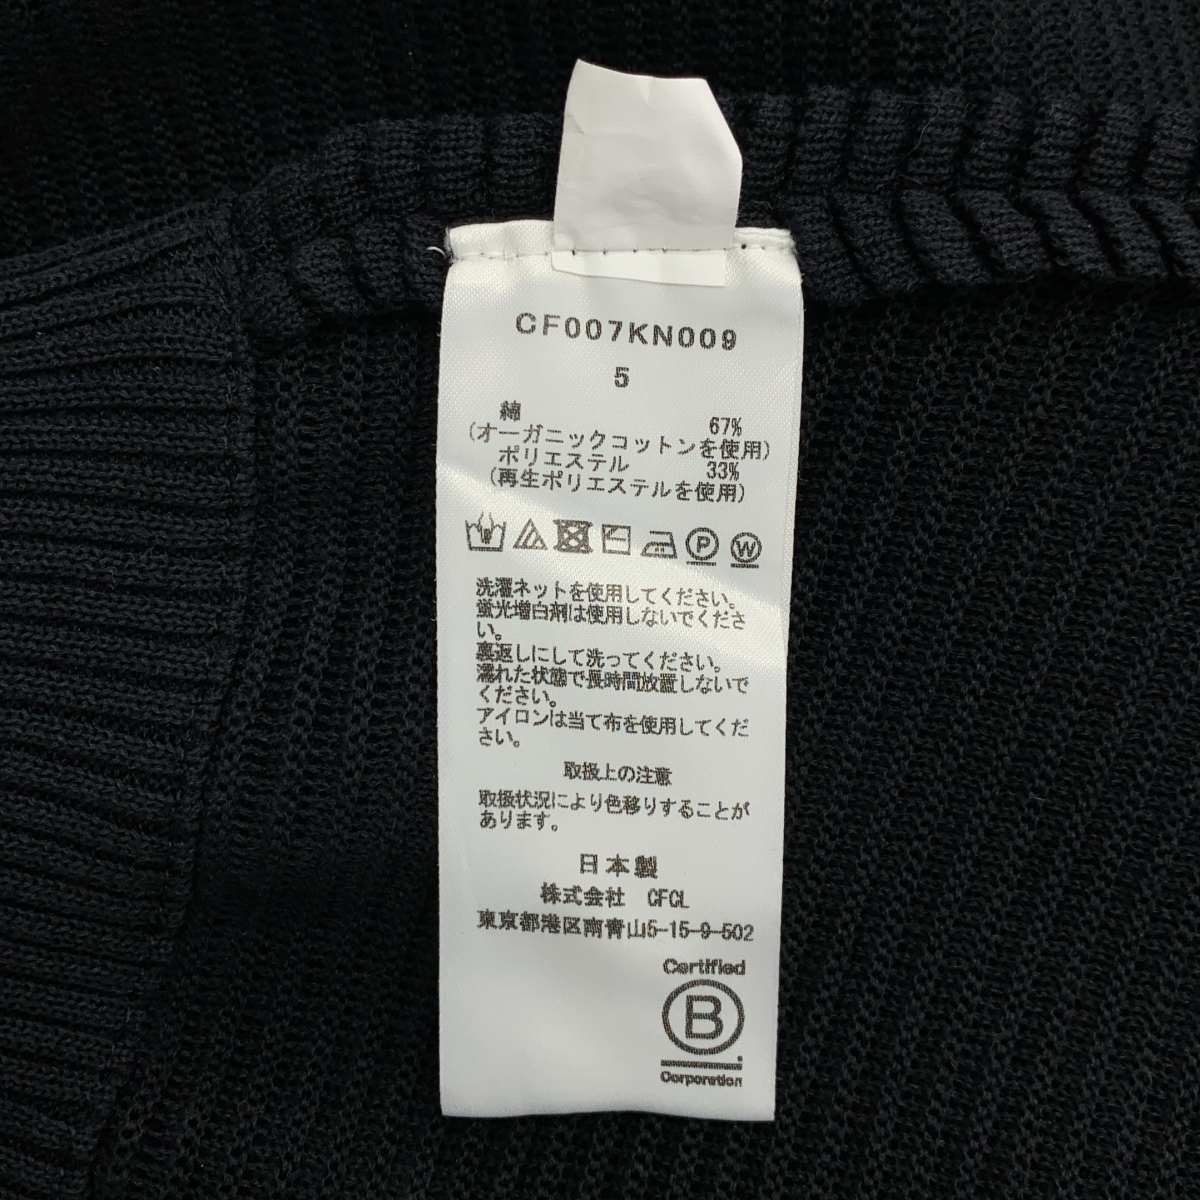 CF007KN009
5
綿 67%
(オーガニックコットンを使用)
ポリエステル 33%
(再生ポリエステルを使用)
P W
洗濯ネットを使用してください。
蛍光増白剤は使用しないでくださ
い。
裏返しにして洗ってください。
濡れた状態で長時間放置しないで
ください。
アイロンは当て布を使用してくだ
さい。
取扱上の注意
取扱状況により色移りすることが
あります。
日本製
株式会社 CFCL
東京都港区南青山5-15-9-502
Certified
B
Corporation